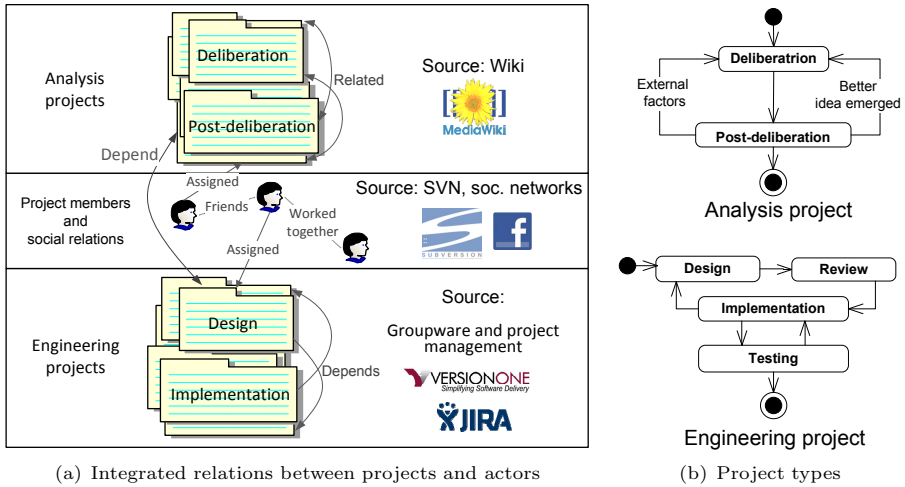 Analysis
projects
Deliberation
Post-deliberation
Related
Source: Wiki
[[ ]]
MediaWiki
Depend
Project members
and
social relations
Assigned
Friends
Worked
together
Assigned
Source: SVN, soc. networks
SUBVERSION
f
Engineering
projects
Design
Implementation
Depends
Source:
Groupware and project
management
VERSIONONE
Simplifying Software Delivery
JIRA
(a) Integrated relations between projects and actors
Deliberatrion
External
factors
Better
idea emerged
Post-deliberation
Analysis project
Design
Review
Implementation
Testing
Engineering project
(b) Project types